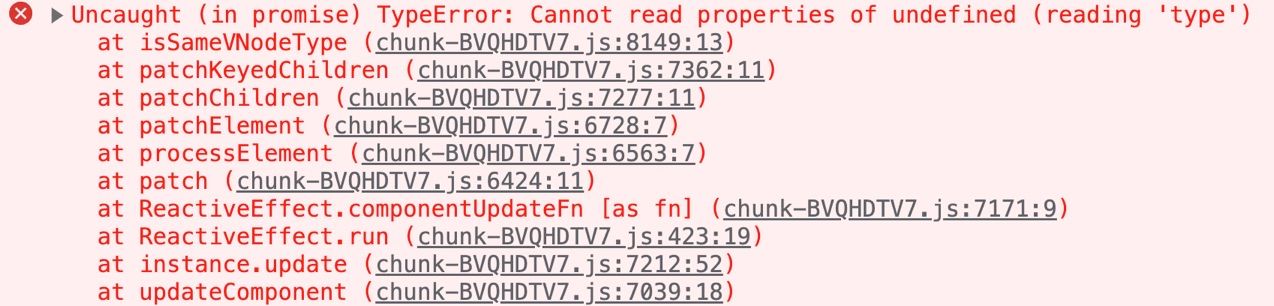 Uncaught (in promise) TypeError: Cannot read properties of undefined (reading 'type')
at isSameVNodeType (chunk-BVQHDTV7.js:8149:13)
at patchKeyedChildren (chunk-BVQHDTV7.js:7362:11)
at patchChildren (chunk-BVQHDTV7.js:7277:11)
at patchElement (chunk-BVQHDTV7.js:6728:7)
at processElement (chunk-BVQHDTV7.js:6563:7)
at patch (chunk-BVQHDTV7.js:6424:11)
at ReactiveEffect.componentUpdateFn [as fn] (chunk-BVQHDTV7.js:7171:9)
at ReactiveEffect.run (chunk-BVQHDTV7.js:423:19)
at instance.update (chunk-BVQHDTV7.js:7212:52)
at updateComponent (chunk-BVQHDTV7.js:7039:18)